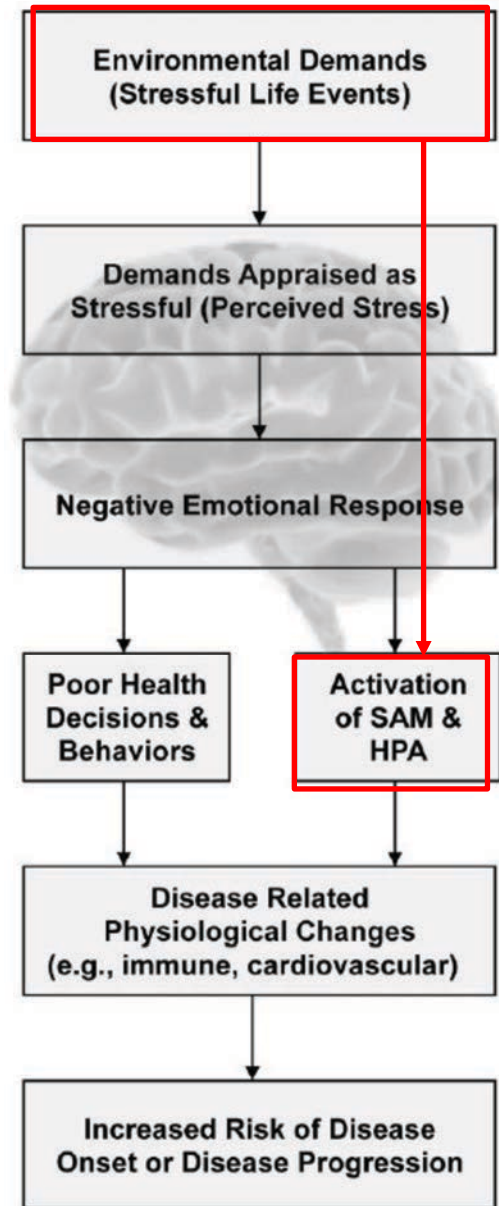 Environmental Demands
(Stressful Life Events)
Demands Appraised as
Stressful (Perceived Stress)
Negative Emotional Response
Poor Health
Decisions &
Behaviors
Activation
of SAM &
HPA
Disease Related
Physiological Changes
(e.g., immune, cardiovascular)
Increased Risk of Disease
Onset or Disease Progression